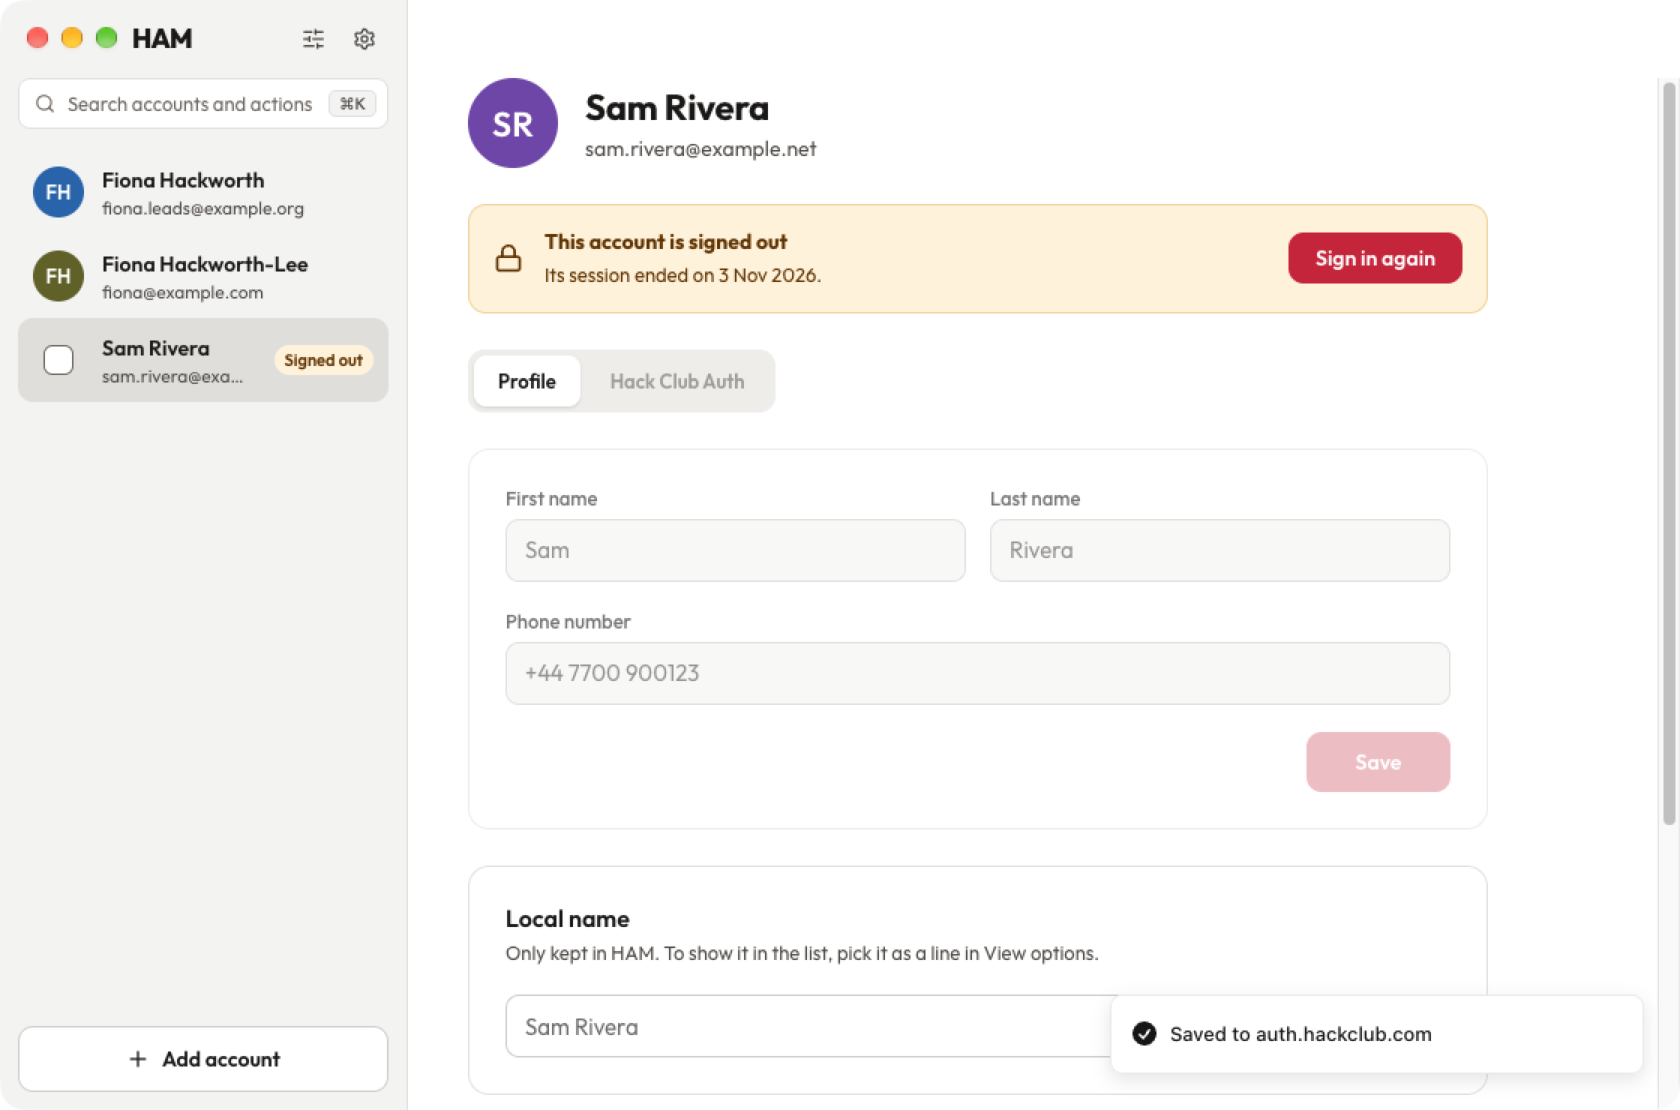 HAM
Search accounts and actions ⌘K
FH
Fiona Hackworth
fiona.leads@example.org
FH
Fiona Hackworth-Lee
fiona@example.com
Sam Rivera
sam.rivera@exa...
Signed out
+ Add account
SR
Sam Rivera
sam.rivera@example.net
This account is signed out
Its session ended on 3 Nov 2026.
Sign in again
Profile
Hack Club Auth
First name
Last name
Sam
Rivera
Phone number
+44 7700 900123
Save
Local name
Only kept in HAM. To show it in the list, pick it as a line in View options.
Sam Rivera
Saved to auth.hackclub.com